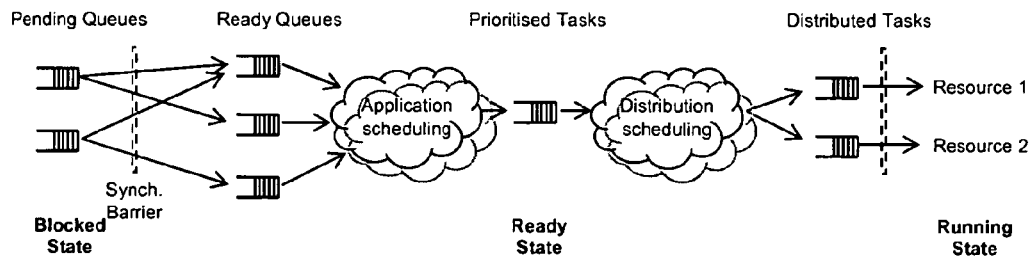 Pending Queues
Ready Queues
Prioritised Tasks
Distributed Tasks
Application
scheduling
Distribution
scheduling
Resource 1
Resource 2
Synch.
Barrier
Blocked
State
Ready
State
Running
State